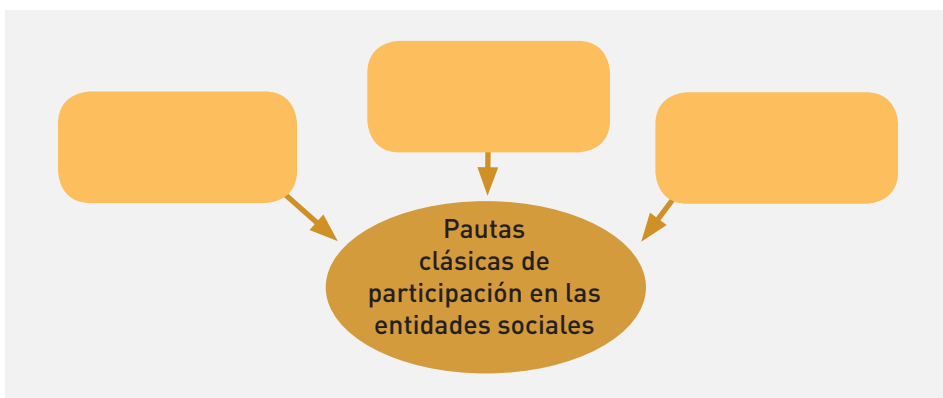 Pautas
clásicas de
participación en las
entidades sociales